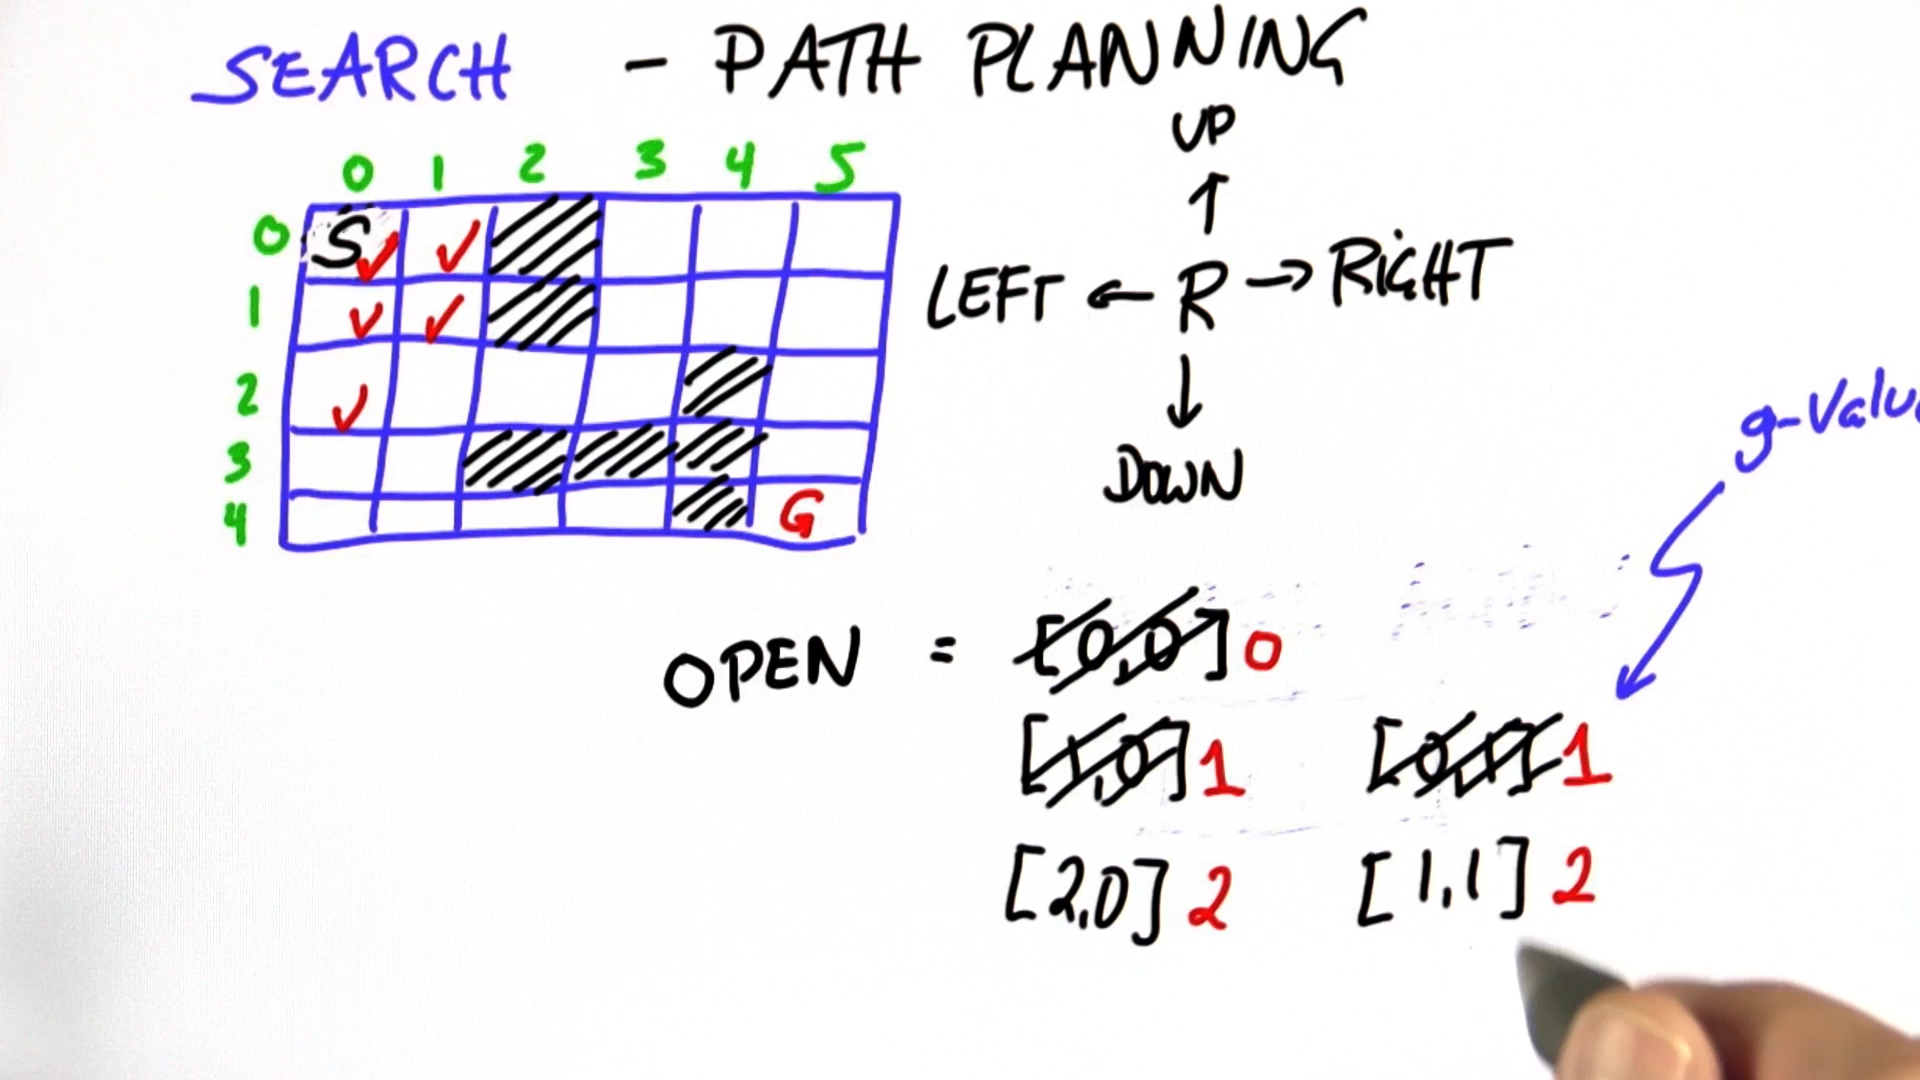 SEARCH - PATH PLANNING
UP
0 1 2 3 4 5
0 S
1
LEFT ← R → RIGHT
2
3
DOWN
4 G
OPEN = [0,0] 0
[1,0] 1 [0,1] 1
[2,0] 2 [1,1] 2